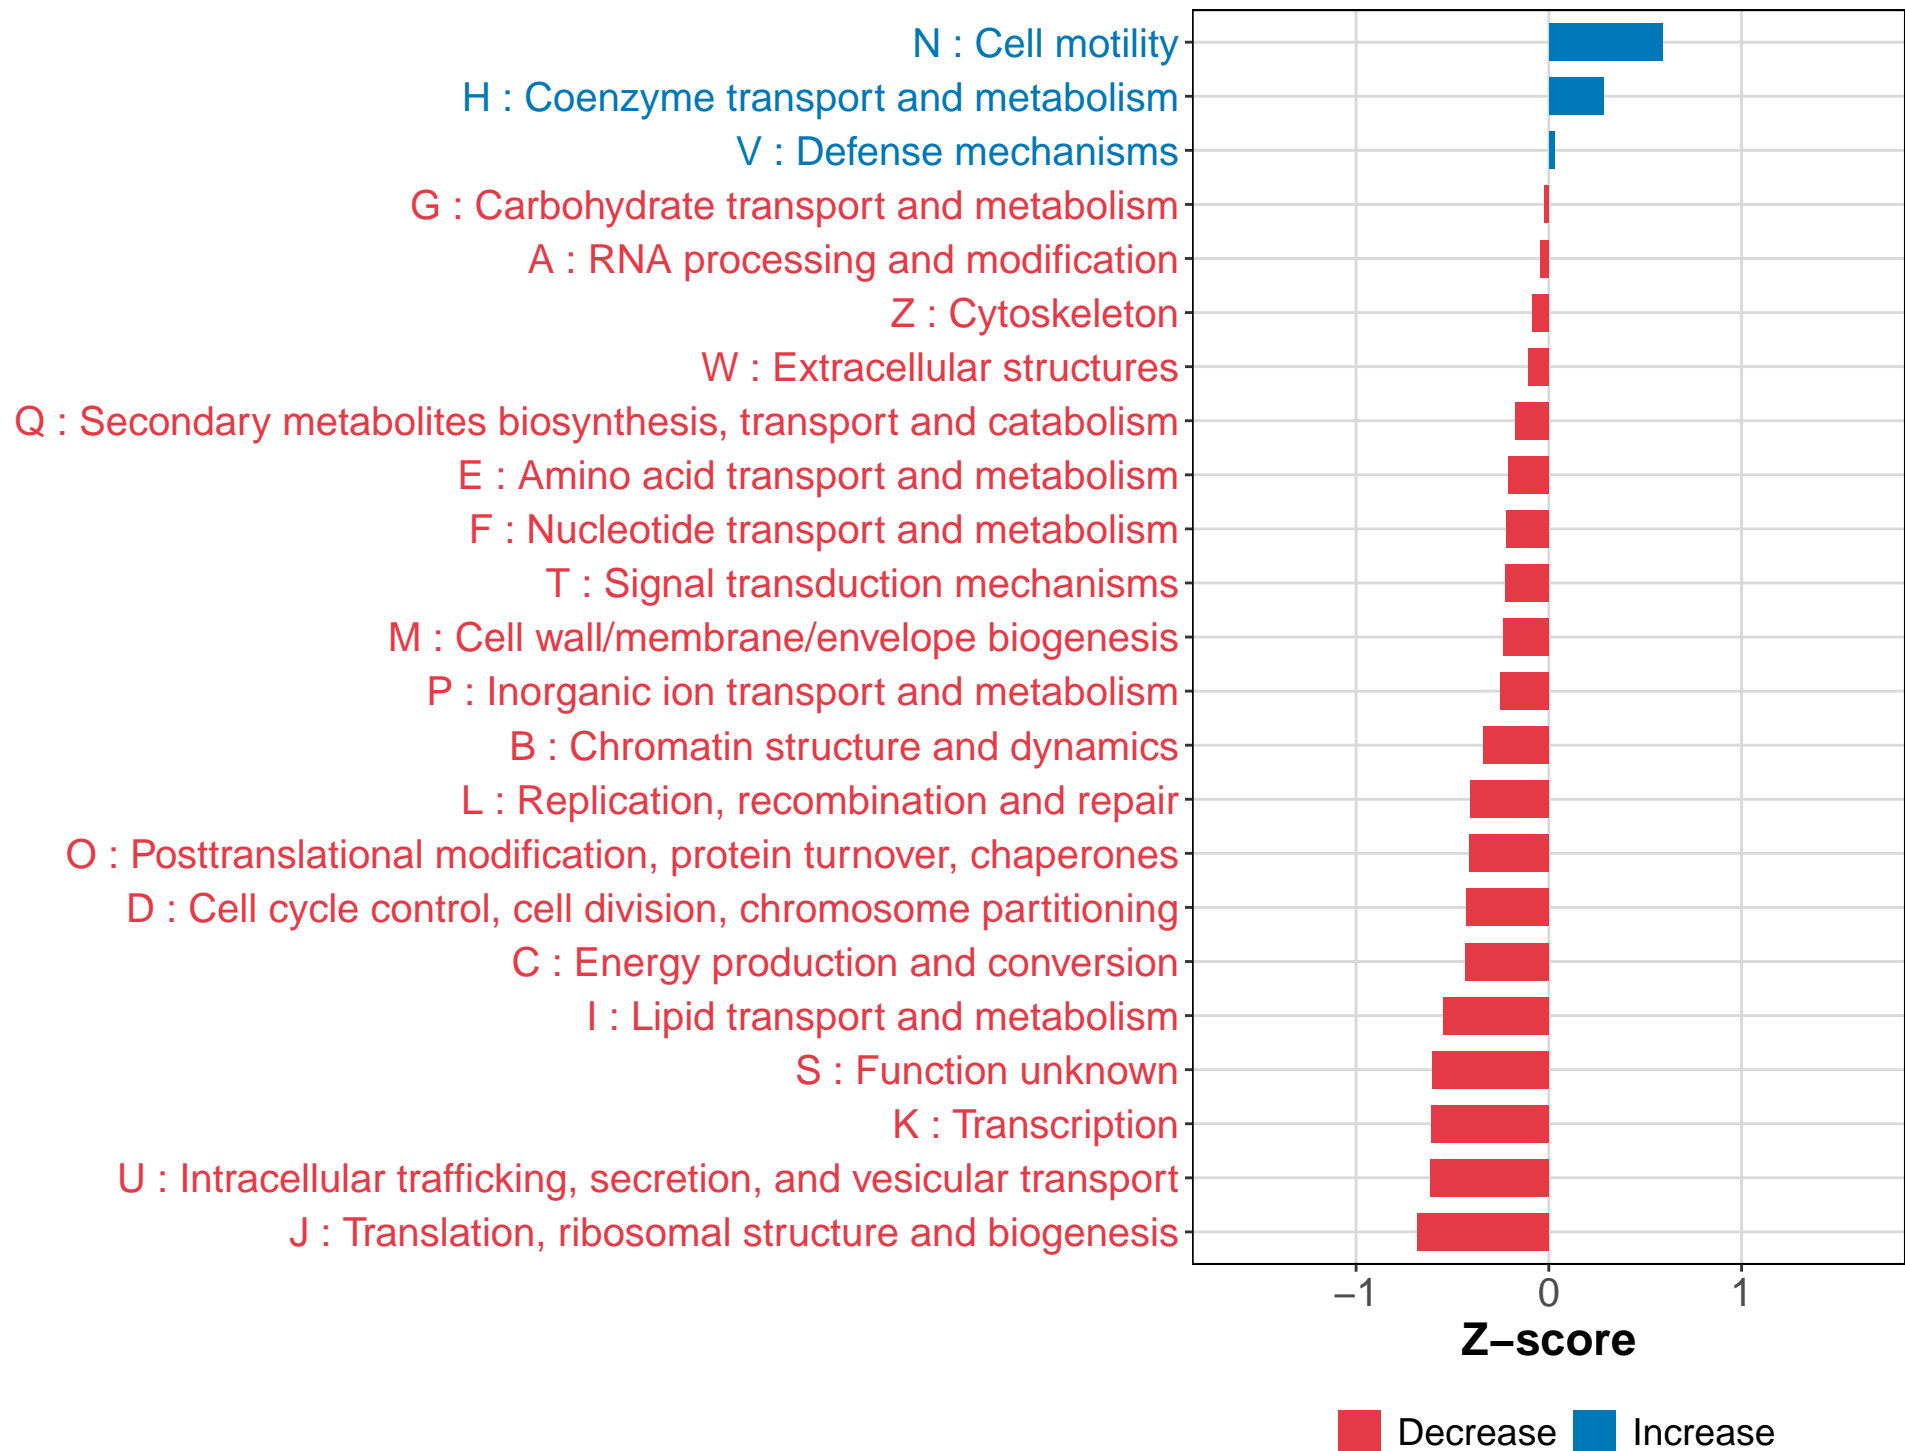 N : Cell motility
H : Coenzyme transport and metabolism
V : Defense mechanisms
G : Carbohydrate transport and metabolism
A : RNA processing and modification
Z : Cytoskeleton
W : Extracellular structures
Q : Secondary metabolites biosynthesis, transport and catabolism
E : Amino acid transport and metabolism
F : Nucleotide transport and metabolism
T : Signal transduction mechanisms
M : Cell wall/membrane/envelope biogenesis
P : Inorganic ion transport and metabolism
B : Chromatin structure and dynamics
L : Replication, recombination and repair
O : Posttranslational modification, protein turnover, chaperones
D : Cell cycle control, cell division, chromosome partitioning
C : Energy production and conversion
I : Lipid transport and metabolism
S : Function unknown
K : Transcription
U : Intracellular trafficking, secretion, and vesicular transport
J : Translation, ribosomal structure and biogenesis
−1 0 1
Z−score
Decrease Increase